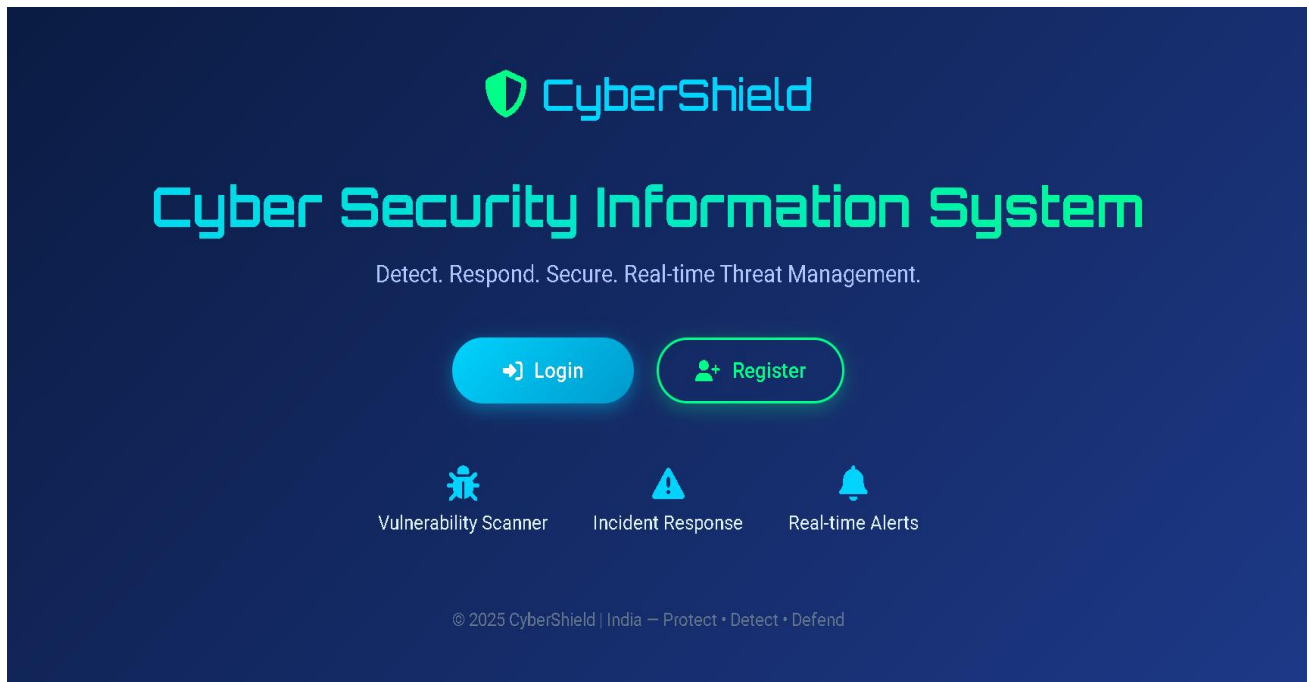 CyberShield
Cyber Security Information System
Detect. Respond. Secure. Real-time Threat Management.
Login
Register
Vulnerability Scanner
Incident Response
Real-time Alerts
© 2025 CyberShield | India — Protect • Detect • Defend